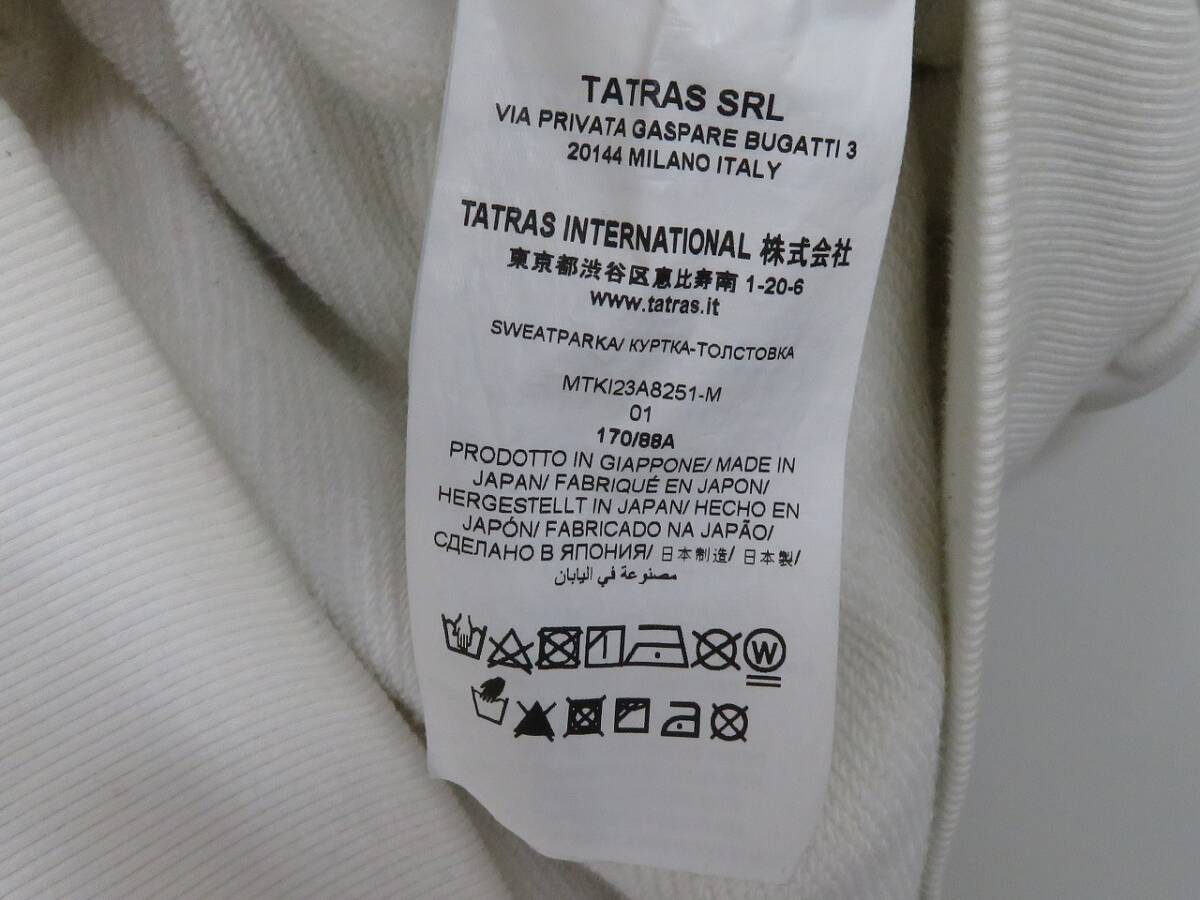 TATRAS SRL
VIA PRIVATA GASPARE BUGATTI 3
20144 MILANO ITALY
TATRAS INTERNATIONAL 株式会社
東京都渋谷区恵比寿南 1-20-6
www.tatras.it
SWEATPARKA/ КУРТКА-ТОЛСТОВКА
MTKI23A8251-M
01
170/88A
PRODOTTO IN GIAPPONE/ MADE IN
JAPAN/ FABRIQUÉ EN JAPON/
HERGESTELLT IN JAPAN/ HECHO EN
JAPÓN/ FABRICADO NA JAPÃO/
СДЕЛАНО В ЯПОНИЯ/ 日本制造/ 日本製/
مصنوعة في اليابان
W